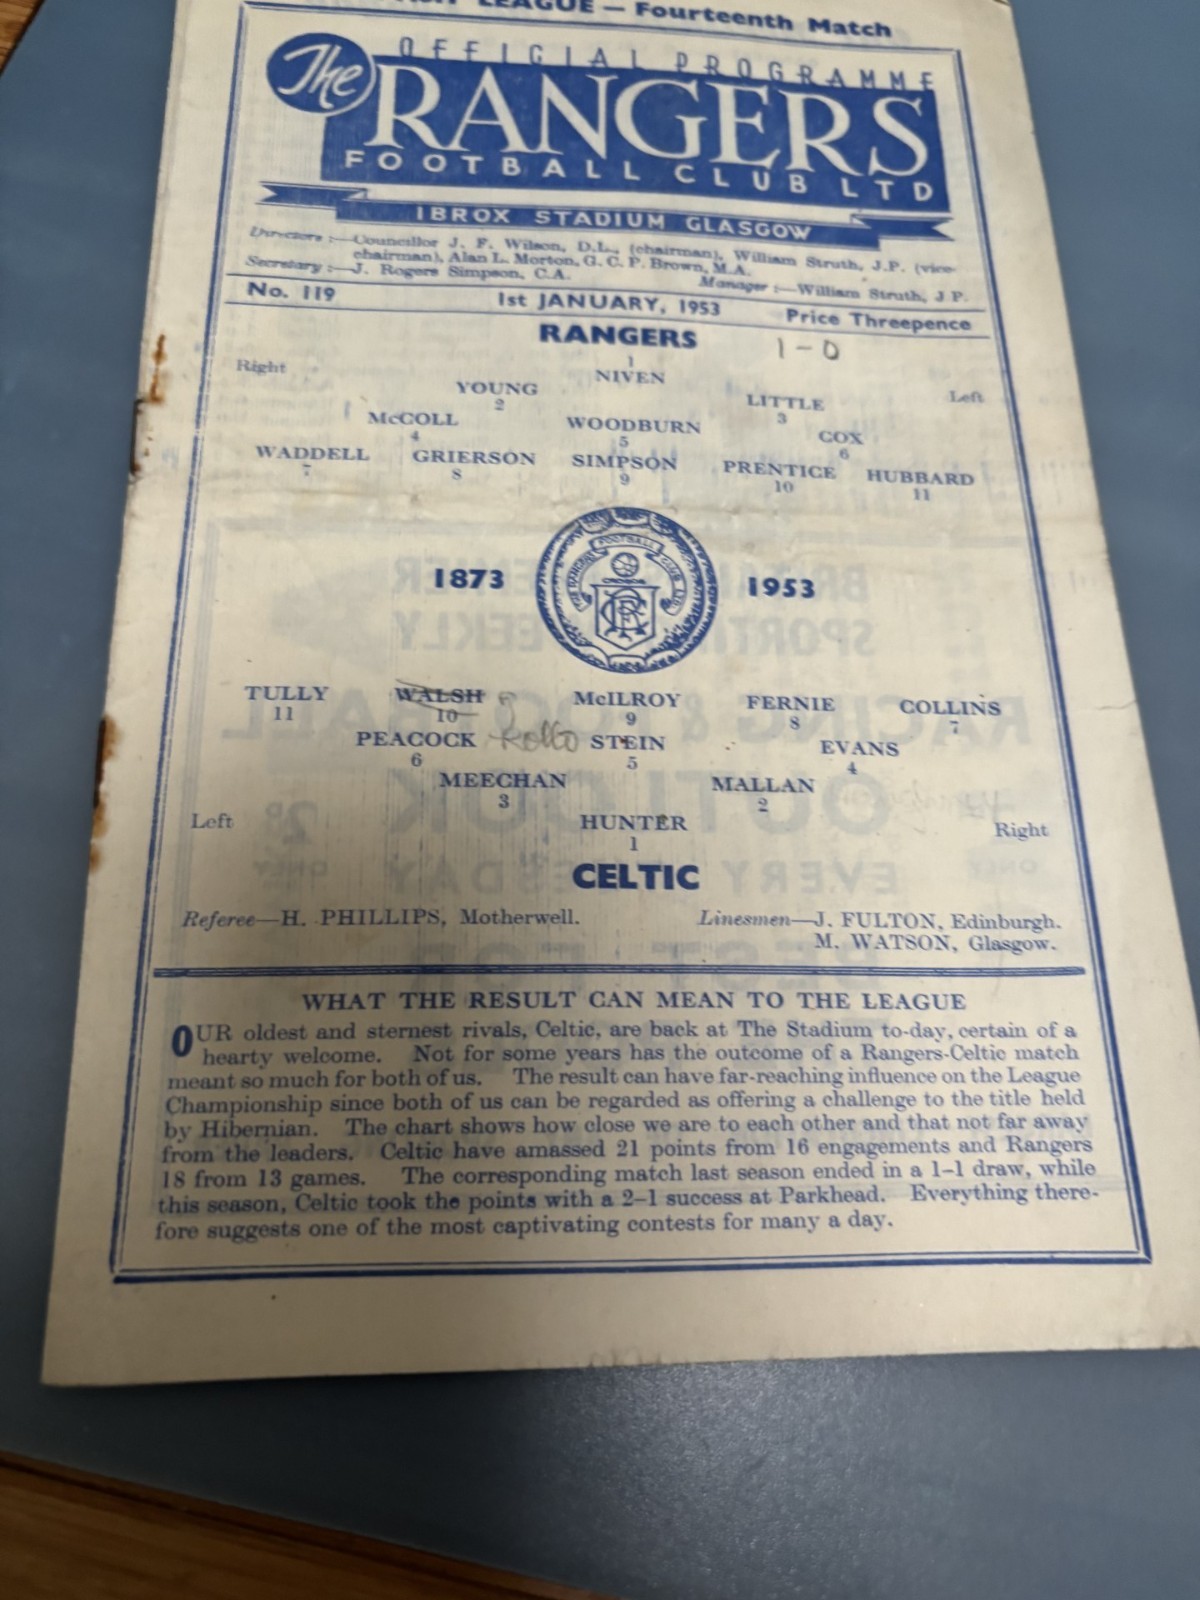 LEAGUE — Fourteenth Match
OFFICIAL PROGRAMME
The RANGERS
FOOTBALL CLUB LTD
IBROX STADIUM GLASGOW
Directors :—Councillor J. F. Wilson, D.L., (chairman), William Struth, J.P. (vice-
chairman), Alan L. Morton, G. C. P. Brown, M.A.
Secretary :—J. Rogers Simpson, C.A. Manager :—William Struth, J.P.
No. 119 1st JANUARY, 1953 Price Threepence
RANGERS 1-0
Right 1 Left
NIVEN
YOUNG LITTLE
2 3
McCOLL WOODBURN COX
4 5 6
WADDELL GRIERSON SIMPSON PRENTICE HUBBARD
7 8 9 10 11
1873 1953
TULLY WALSH McILROY FERNIE COLLINS
11 10 9 8 7
PEACOCK Rollo STEIN EVANS
6 5 4
MEECHAN MALLAN
3 2
Left HUNTER Right
1
CELTIC
Referee—H. PHILLIPS, Motherwell. Linesmen—J. FULTON, Edinburgh.
M. WATSON, Glasgow.
WHAT THE RESULT CAN MEAN TO THE LEAGUE
OUR oldest and sternest rivals, Celtic, are back at The Stadium to-day, certain of a
hearty welcome. Not for some years has the outcome of a Rangers-Celtic match
meant so much for both of us. The result can have far-reaching influence on the League
Championship since both of us can be regarded as offering a challenge to the title held
by Hibernian. The chart shows how close we are to each other and that not far away
from the leaders. Celtic have amassed 21 points from 16 engagements and Rangers
18 from 13 games. The corresponding match last season ended in a 1–1 draw, while
this season, Celtic took the points with a 2–1 success at Parkhead. Everything there-
fore suggests one of the most captivating contests for many a day.